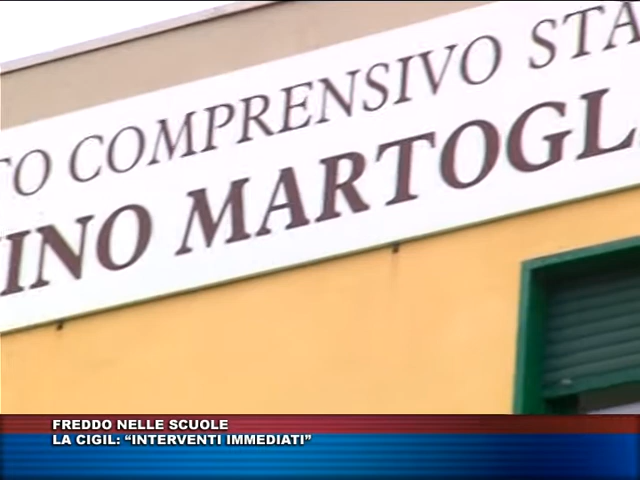 TO COMPRENSIVO STA
INO MARTOGL
FREDDO NELLE SCUOLE
LA CIGIL: “INTERVENTI IMMEDIATI”